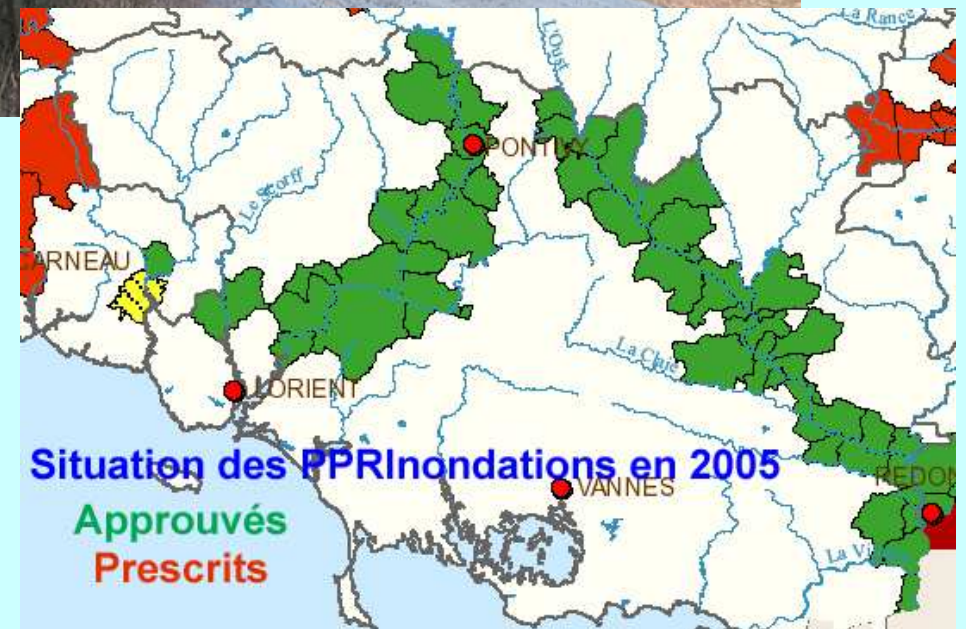 La Rance
L'Oust
PONTIVY
Le Scorff
CARNEAU
La Claie
LORIENT
Situation des PPRInondations en 2005
VANNES
REDON
Approuvés
Prescrits
La